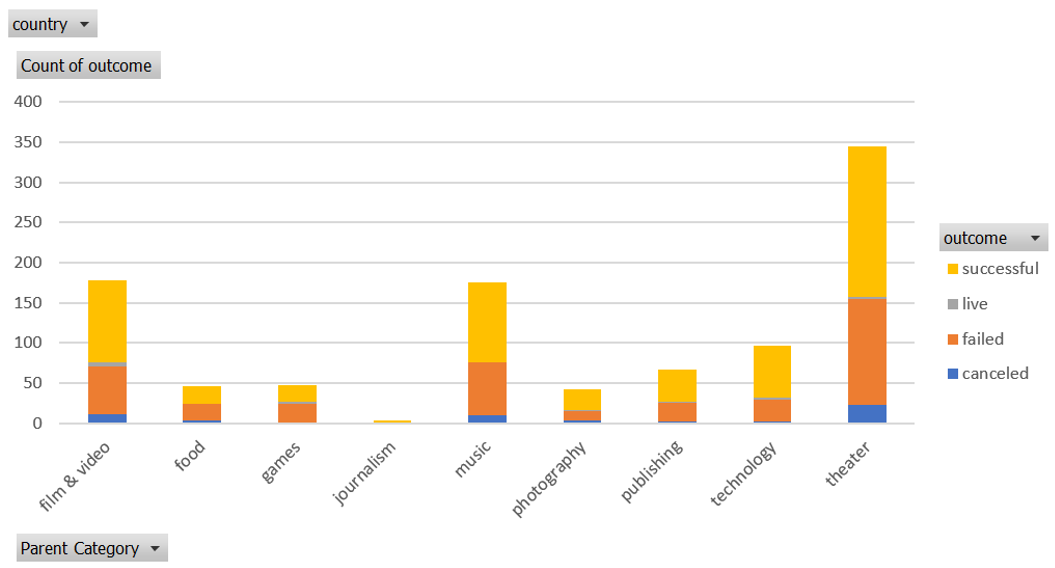 country
Count of outcome
400
350
300
250
200
150
100
50
0
film & video
food
games
journalism
music
photography
publishing
technology
theater
outcome
successful
live
failed
canceled
Parent Category